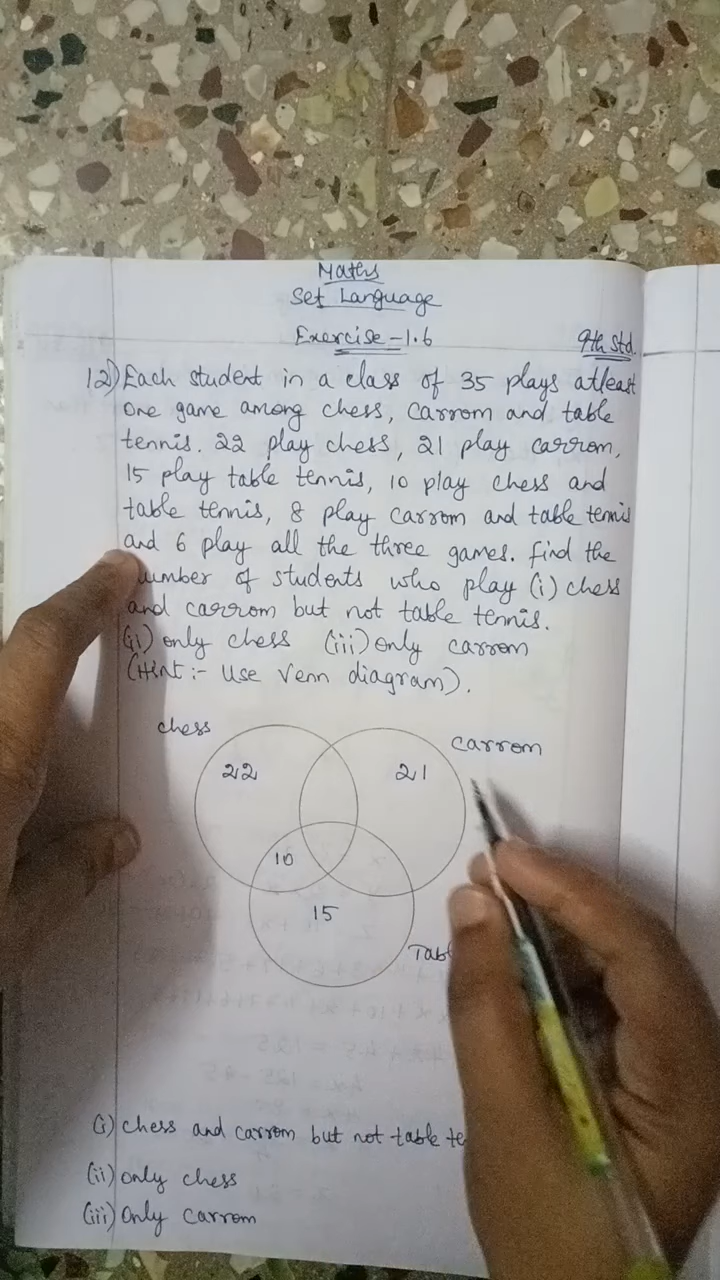 Maths
Set Language
Exercise - 1.6
9th Std.
12) Each student in a class of 35 plays atleast
one game among chess, carrom and table
tennis. 22 play chess, 21 play carrom,
15 play table tennis, 10 play chess and
table tennis, 8 play carrom and table tennis
and 6 play all the three games. find the
number of students who play (i) chess
and carrom but not table tennis.
(ii) only chess (iii) only carrom
(Hint :- Use Venn diagram).
chess
carrom
22
21
10
15
(i) chess and carrom but not table
(ii) only chess
(iii) Only carrom